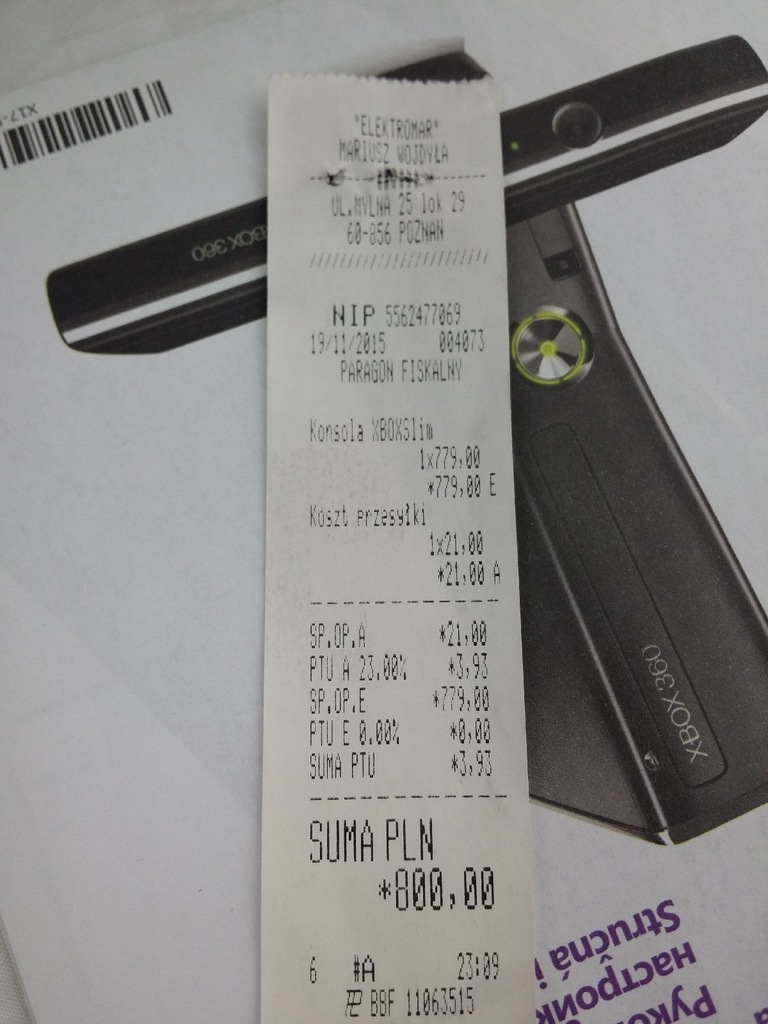 "ELEKTROMAR"
MARIUSZ WOJDYŁA
UL.MYLNA 25 lok 29
60-856 POZNAN
NIP 5562477069
19/11/2015 004073
PARAGON FISKALNY
Konsola XBOXSlim
1x779,00
*779,00 E
Koszt przesyłki
1x21,00
*21,00 A
SP.OP.A *21,00
PTU A 23.00% *3,93
SP.OP.E *779,00
PTU E 0.00% *0,00
SUMA PTU *3,93
SUMA PLN
*800,00
6 #A 23:09
BBF 11063515
X17-
XBOX 360
XBOX 360
Stručná